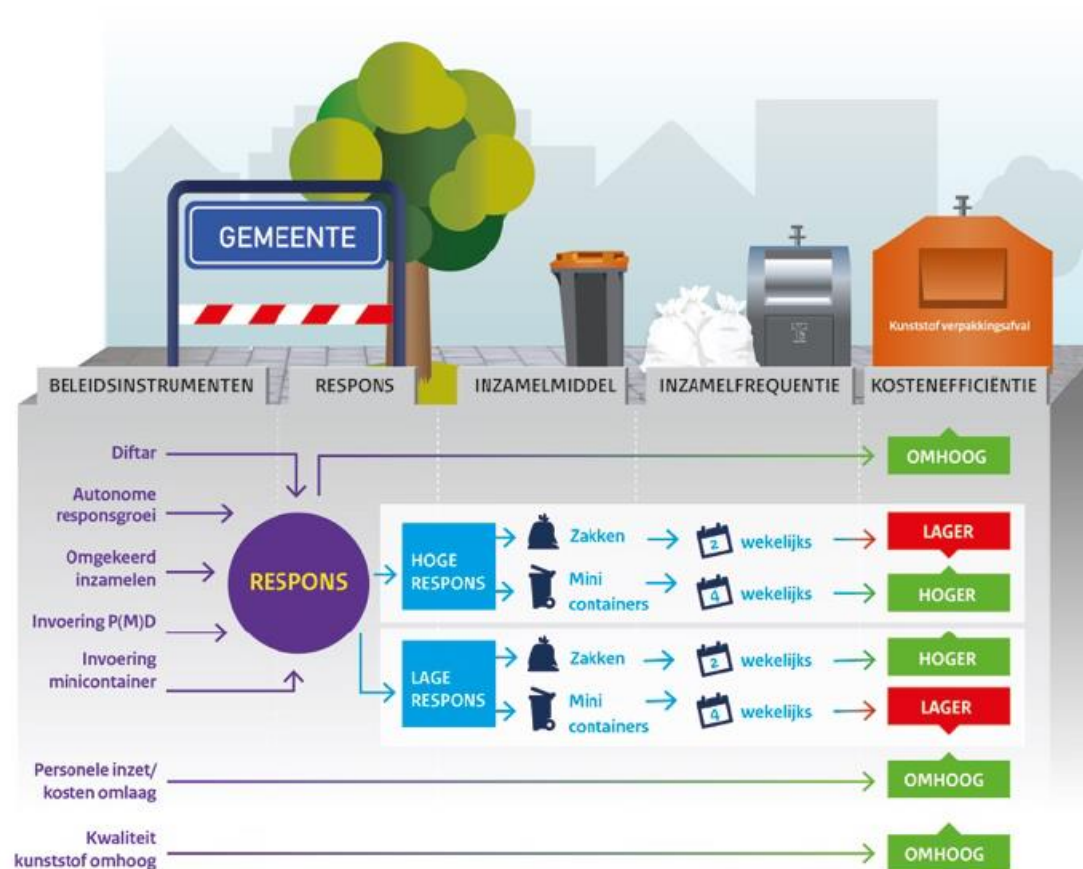 GEMEENTE
Kunststof verpakkingsafval
BELEIDSINSTRUMENTEN
RESPONS
INZAMELMIDDEL
INZAMELFREQUENTIE
KOSTENEFFICIËNTIE
Diftar
OMHOOG
Autonome
responsgroei
Omgekeerd
inzamelen
Invoering P(M)D
Invoering
minicontainer
RESPONS
HOGE
RESPONS
Zakken
2 wekelijks
LAGER
Mini
containers
4 wekelijks
HOGER
LAGE
RESPONS
Zakken
2 wekelijks
HOGER
Mini
containers
4 wekelijks
LAGER
Personele inzet/
kosten omlaag
OMHOOG
Kwaliteit
kunststof omhoog
OMHOOG